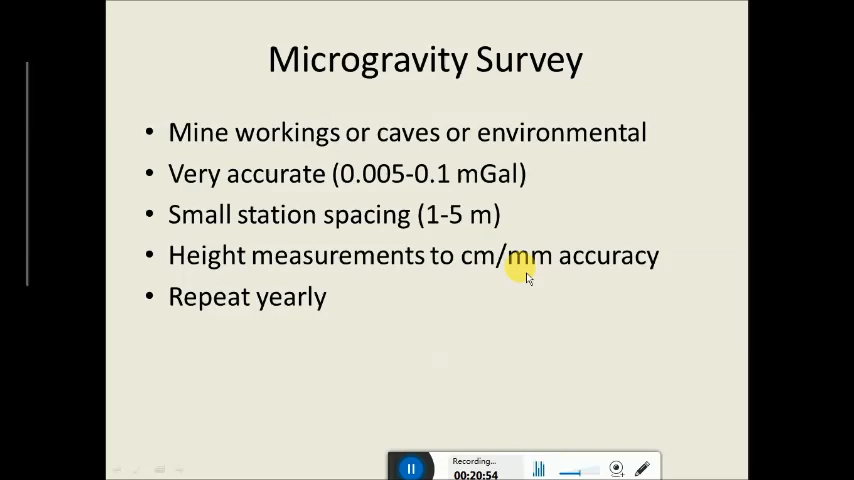 Microgravity Survey
• Mine workings or caves or environmental
• Very accurate (0.005-0.1 mGal)
• Small station spacing (1-5 m)
• Height measurements to cm/mm accuracy
• Repeat yearly
Recording...
00:20:54